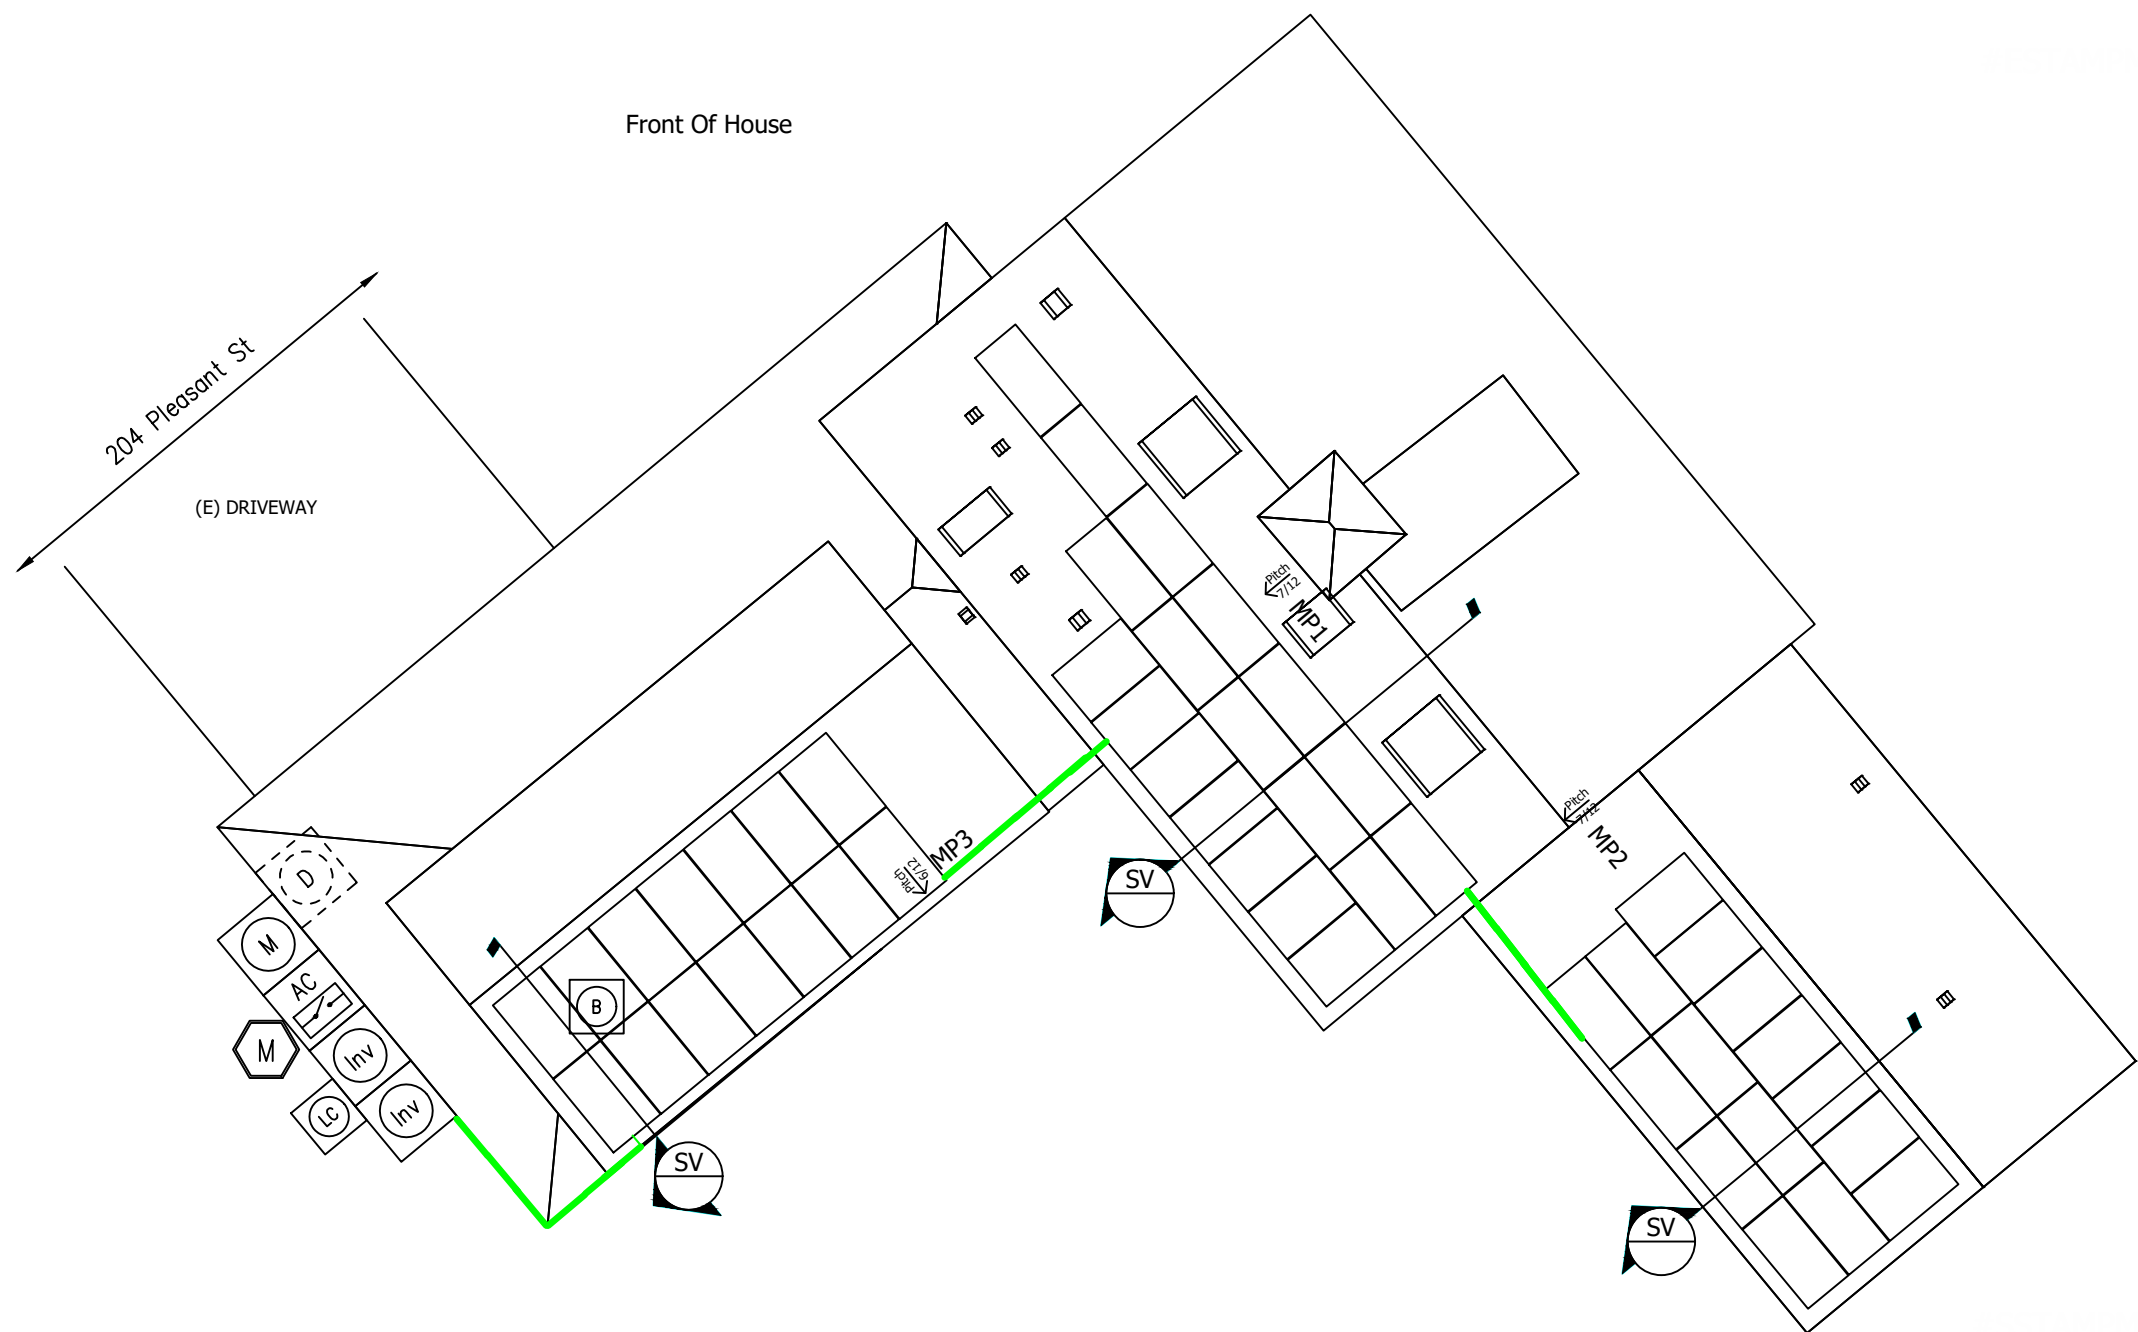 Front Of House
204 Pleasant St
(E) DRIVEWAY
Pitch
7/12
MP1
Pitch
7/12
MP2
MP3
Pitch
6/12
D
M
AC
M
Inv
Inv
LC
B
SV
SV
SV